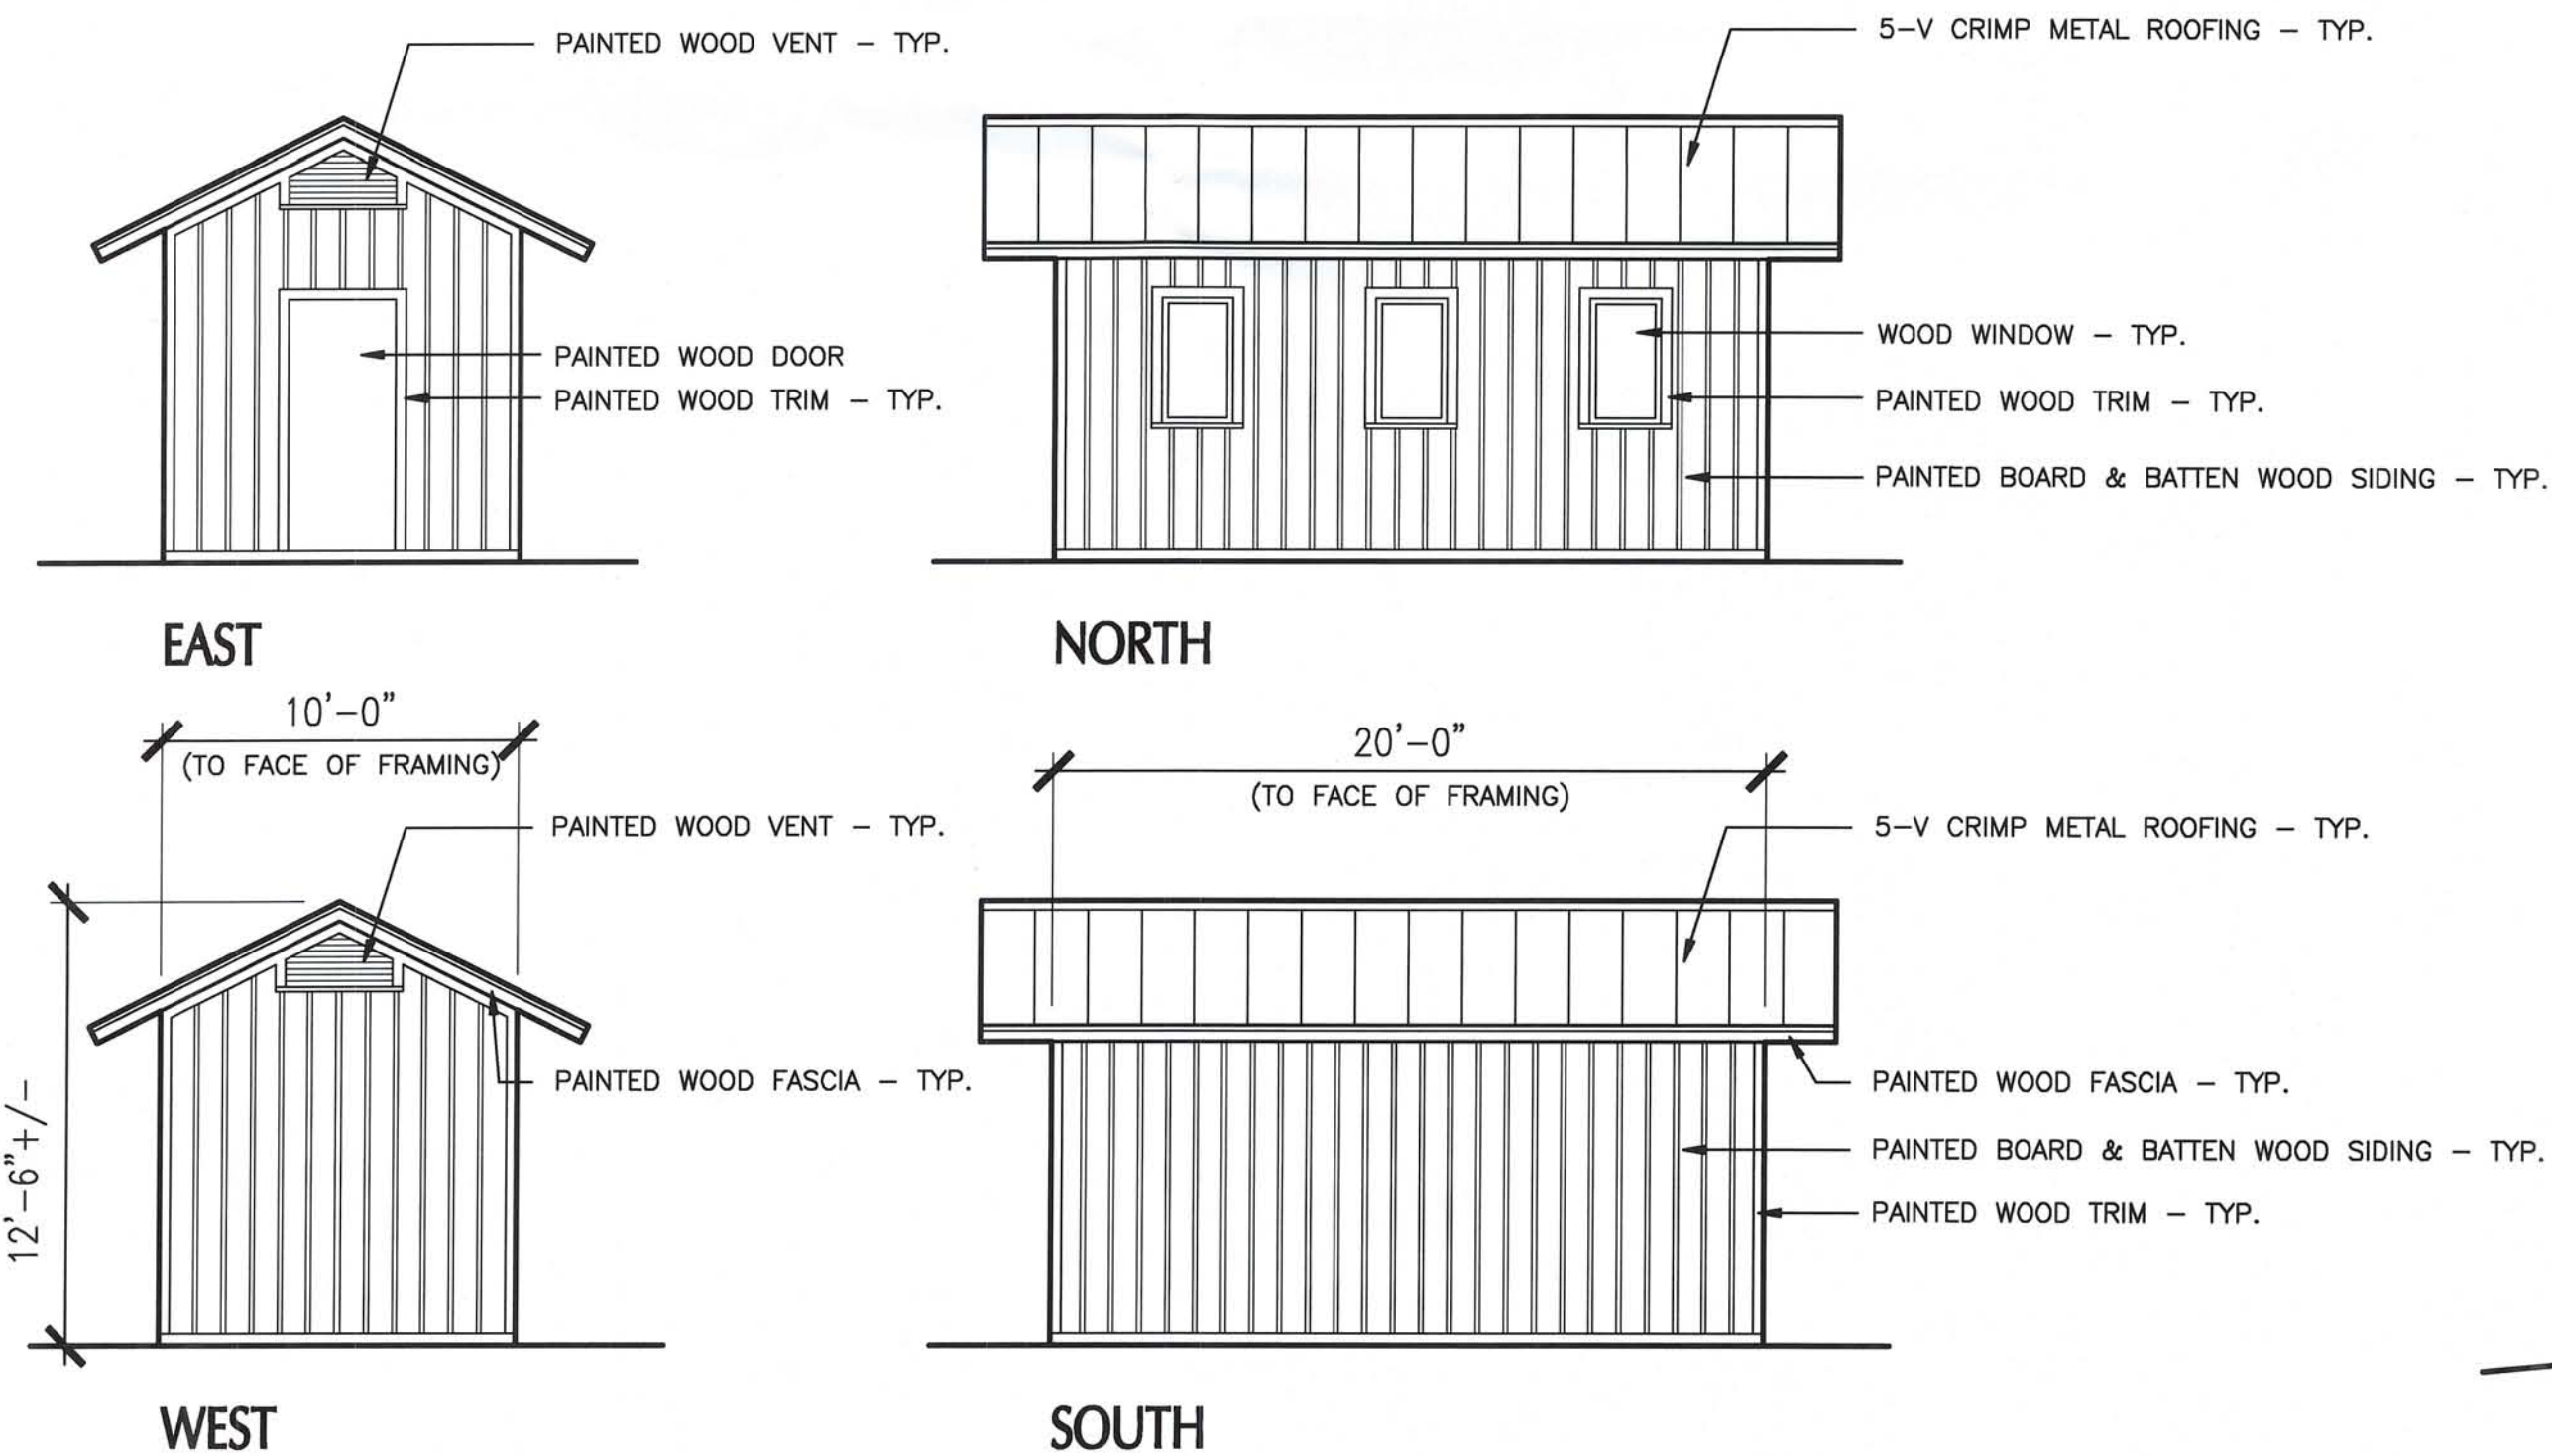 PAINTED WOOD VENT – TYP.
PAINTED WOOD DOOR
PAINTED WOOD TRIM – TYP.
EAST
5–V CRIMP METAL ROOFING – TYP.
WOOD WINDOW – TYP.
PAINTED WOOD TRIM – TYP.
PAINTED BOARD & BATTEN WOOD SIDING – TYP.
NORTH
10'–0"
(TO FACE OF FRAMING)
PAINTED WOOD VENT – TYP.
PAINTED WOOD FASCIA – TYP.
12'–6"+/–
WEST
20'–0"
(TO FACE OF FRAMING)
5–V CRIMP METAL ROOFING – TYP.
PAINTED WOOD FASCIA – TYP.
PAINTED BOARD & BATTEN WOOD SIDING – TYP.
PAINTED WOOD TRIM – TYP.
SOUTH